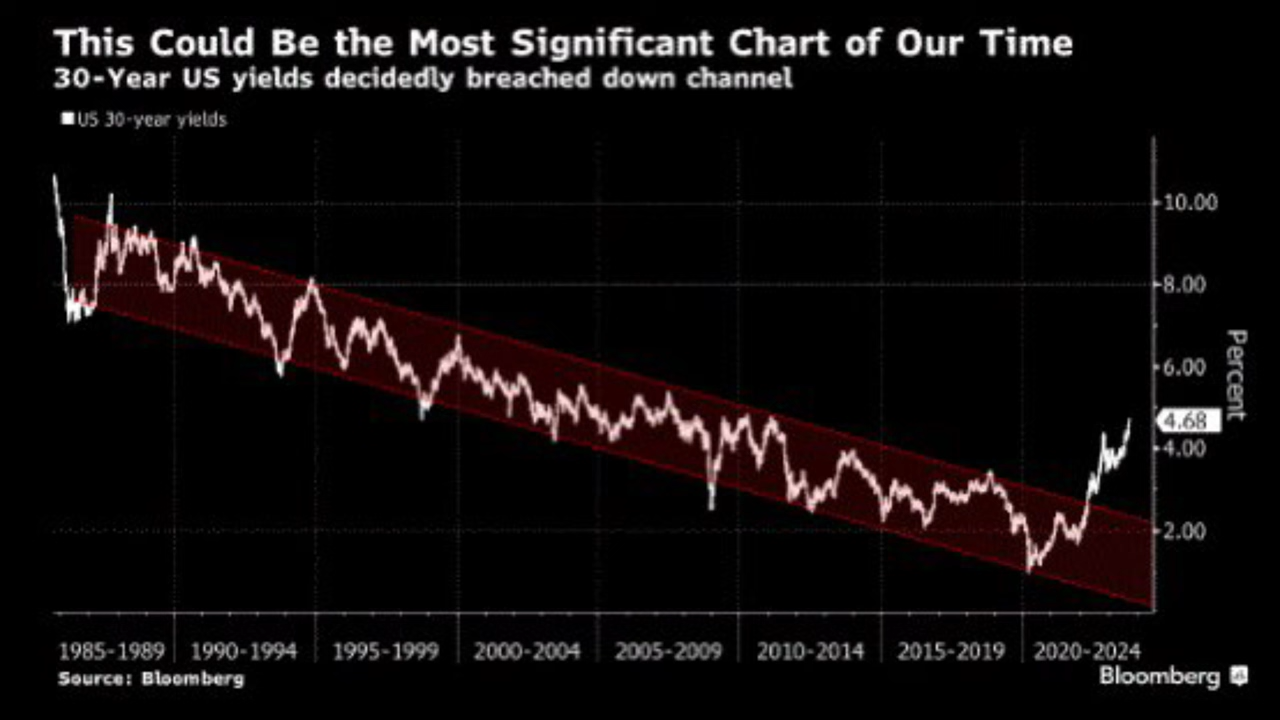 This Could Be the Most Significant Chart of Our Time
30-Year US yields decidedly breached down channel
US 30-year yields
10.00
8.00
6.00
4.68
4.00
2.00
Percent
1985-1989 1990-1994 1995-1999 2000-2004 2005-2009 2010-2014 2015-2019 2020-2024
Source: Bloomberg
Bloomberg